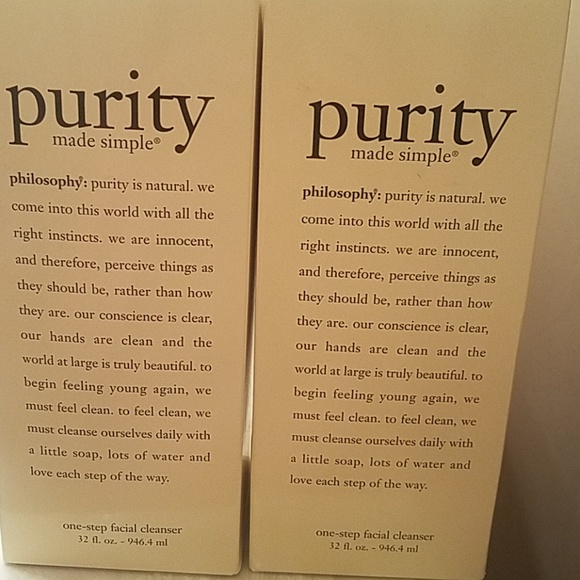 purity
made simple®
philosophy®: purity is natural. we
come into this world with all the
right instincts. we are innocent,
and therefore, perceive things as
they should be, rather than how
they are. our conscience is clear,
our hands are clean and the
world at large is truly beautiful. to
begin feeling young again, we
must feel clean. to feel clean, we
must cleanse ourselves daily with
a little soap, lots of water and
love each step of the way.
one-step facial cleanser
32 fl. oz. - 946.4 ml
purity
made simple®
philosophy®: purity is natural. we
come into this world with all the
right instincts. we are innocent,
and therefore, perceive things as
they should be, rather than how
they are. our conscience is clear,
our hands are clean and the
world at large is truly beautiful. to
begin feeling young again, we
must feel clean. to feel clean, we
must cleanse ourselves daily with
a little soap, lots of water and
love each step of the way.
one-step facial cleanser
32 fl. oz. - 946.4 ml